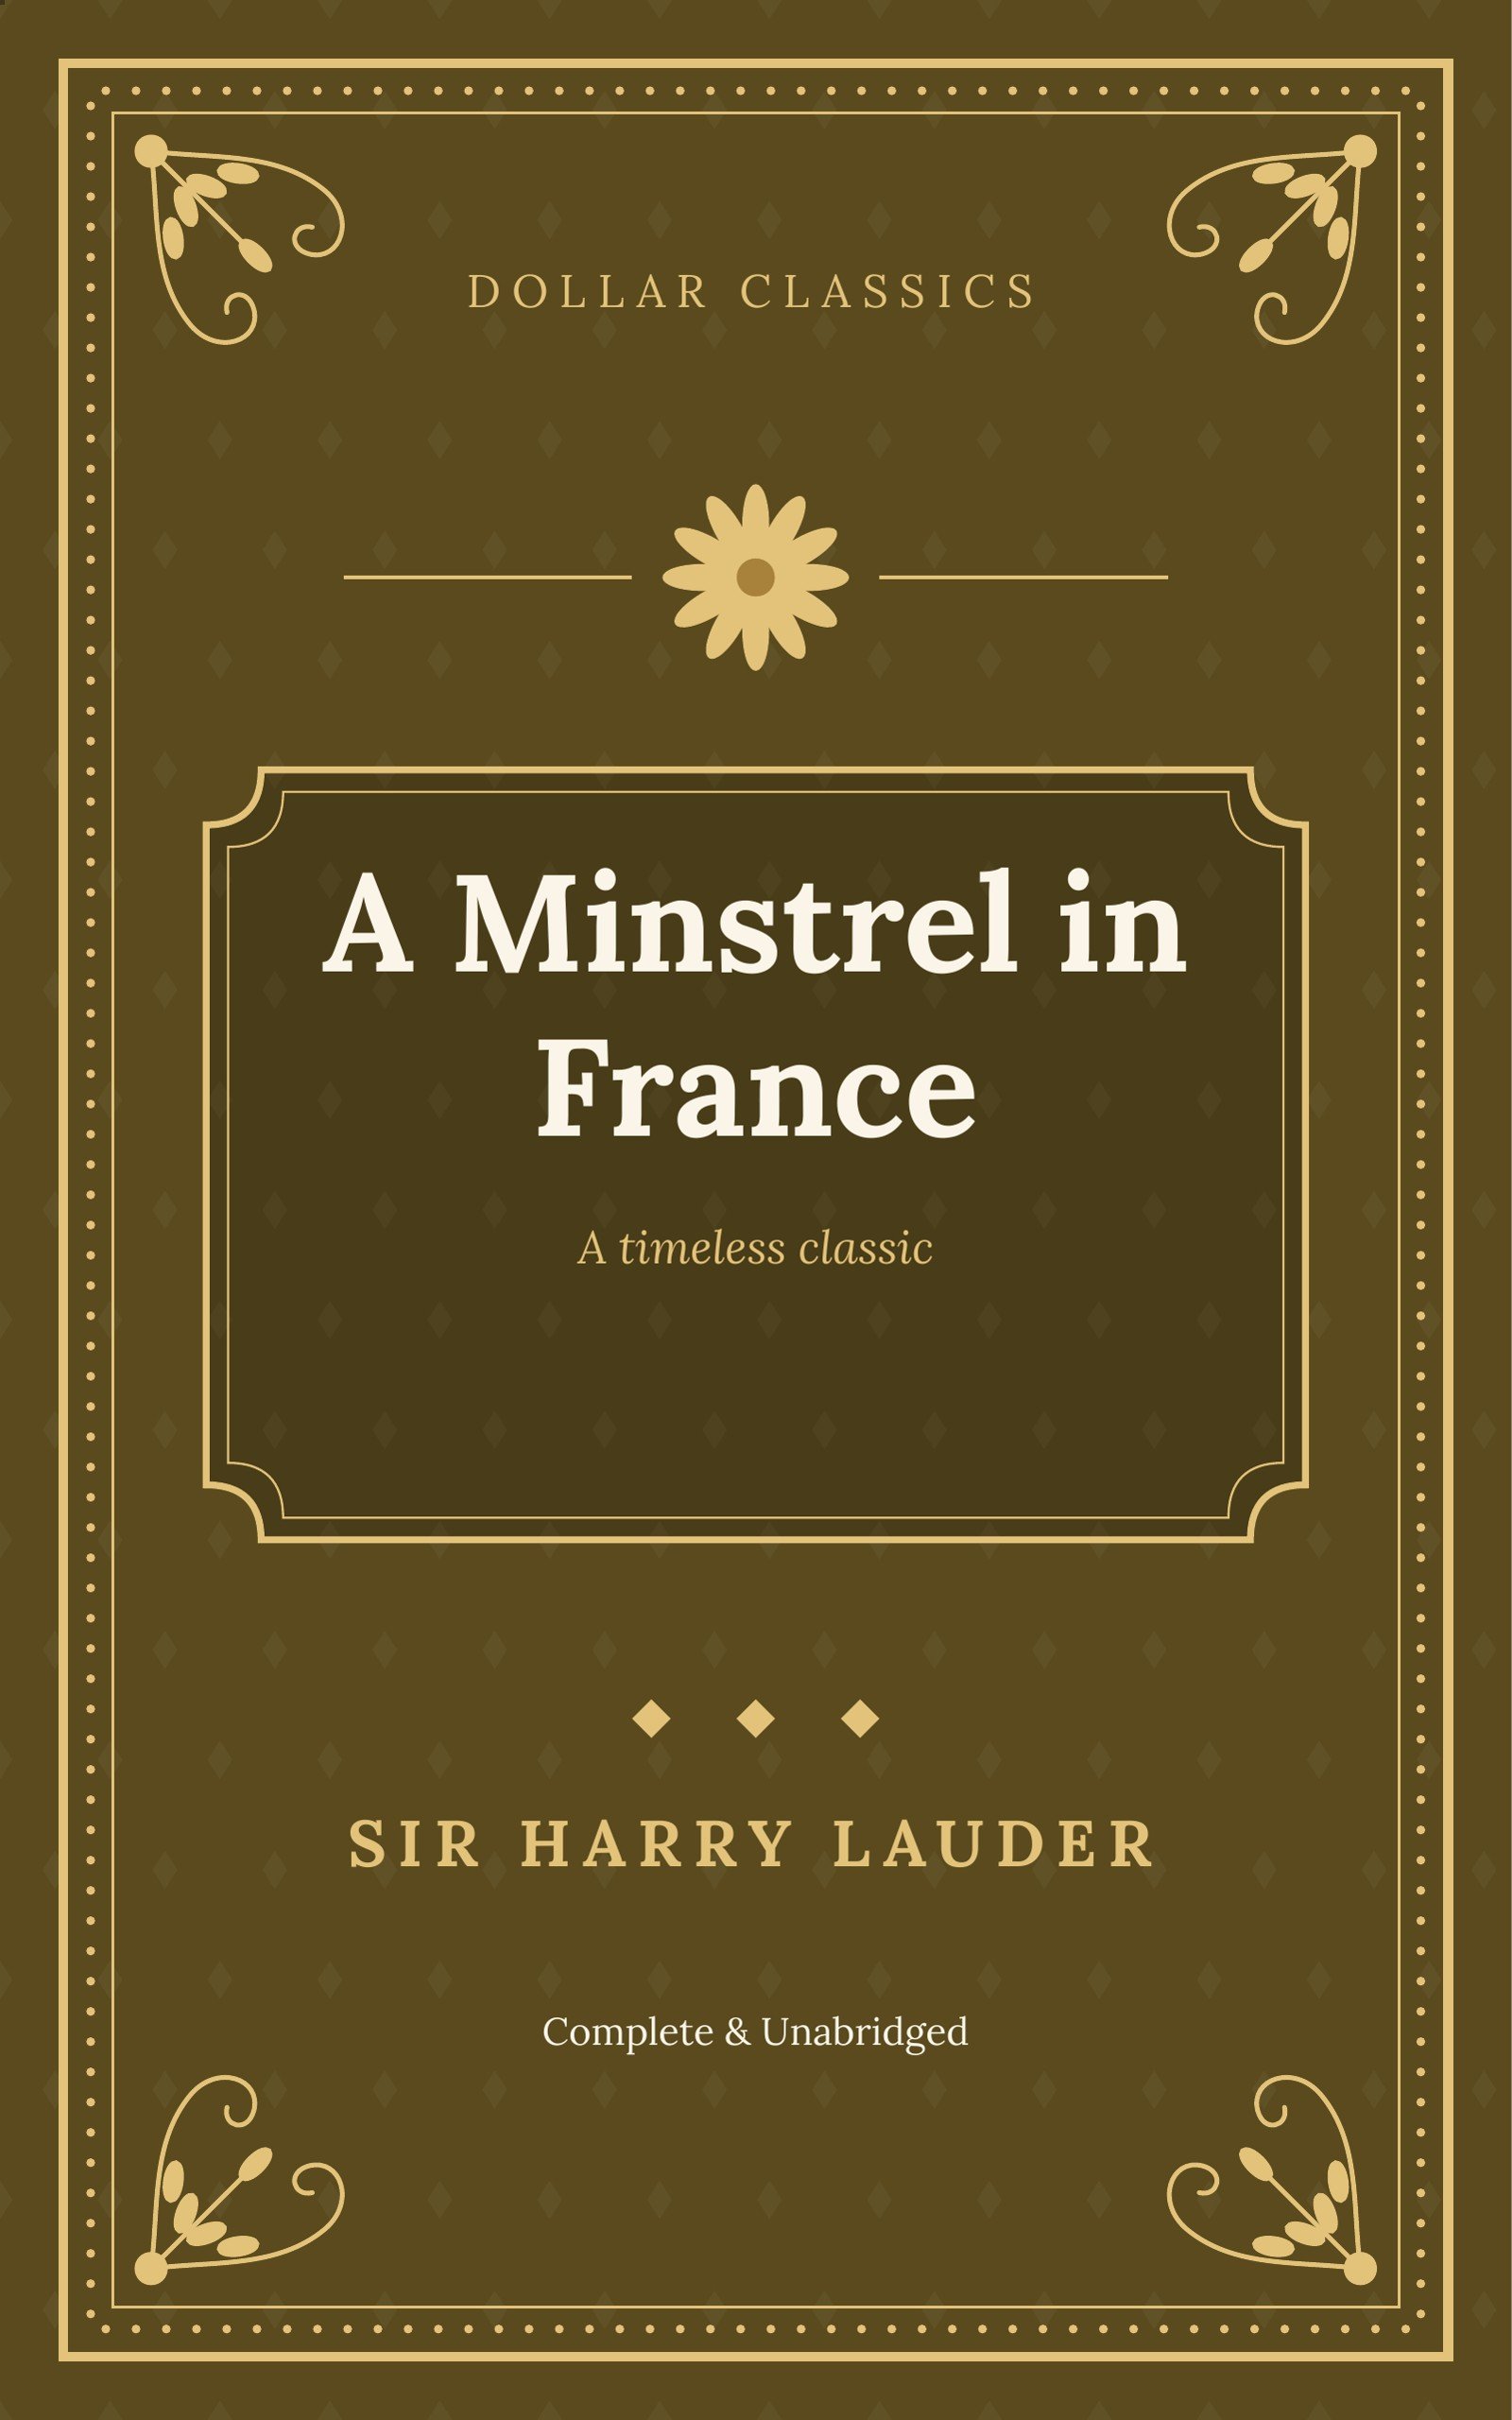 DOLLAR CLASSICS
A Minstrel in
France
A timeless classic
SIR HARRY LAUDER
Complete & Unabridged